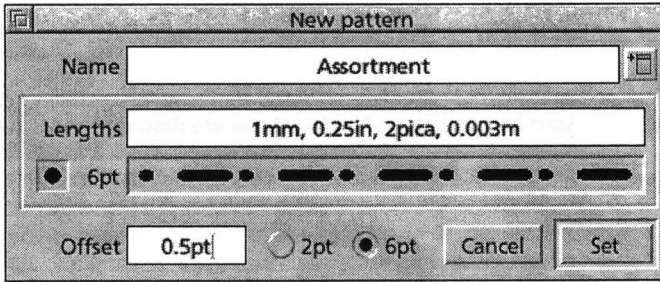 New pattern
Name Assortment
Lengths 1mm, 0.25in, 2pica, 0.003m
6pt
Offset 0.5pt 2pt 6pt Cancel Set